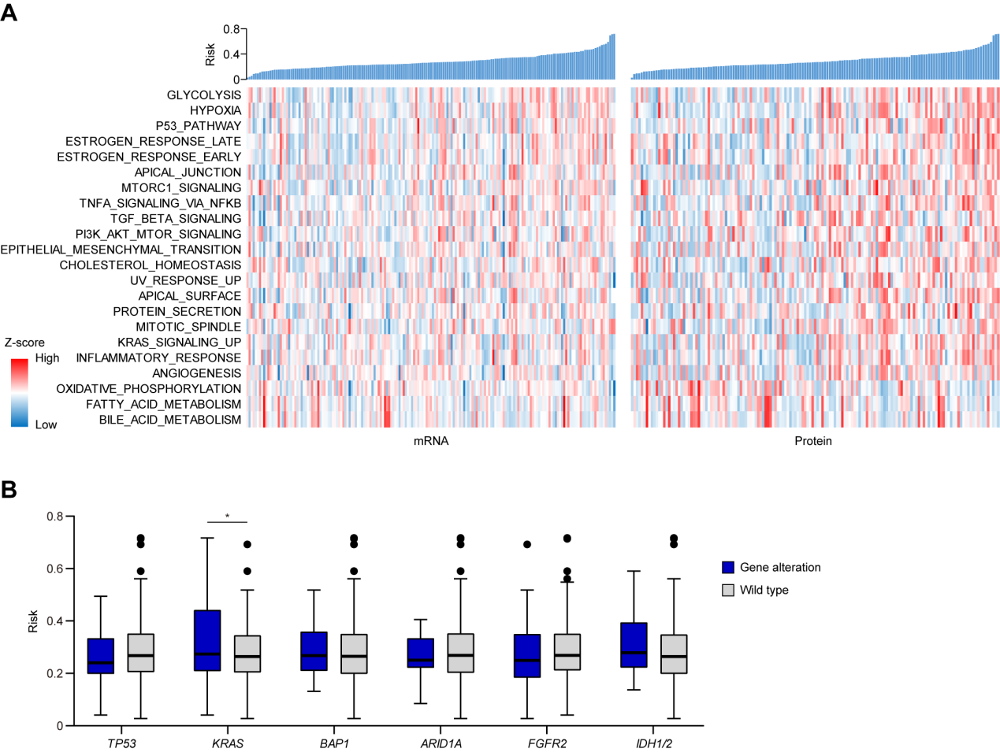 A
Risk
0.8
0.4
0
GLYCOLYSIS
HYPOXIA
P53_PATHWAY
ESTROGEN_RESPONSE_LATE
ESTROGEN_RESPONSE_EARLY
APICAL_JUNCTION
MTORC1_SIGNALING
TNFA_SIGNALING_VIA_NFKB
TGF_BETA_SIGNALING
PI3K_AKT_MTOR_SIGNALING
EPITHELIAL_MESENCHYMAL_TRANSITION
CHOLESTEROL_HOMEOSTASIS
UV_RESPONSE_UP
APICAL_SURFACE
PROTEIN_SECRETION
MITOTIC_SPINDLE
KRAS_SIGNALING_UP
INFLAMMATORY_RESPONSE
ANGIOGENESIS
OXIDATIVE_PHOSPHORYLATION
FATTY_ACID_METABOLISM
BILE_ACID_METABOLISM
Z-score
High
Low
mRNA
Protein
B
Risk
0.8
0.6
0.4
0.2
0
*
TP53
KRAS
BAP1
ARID1A
FGFR2
IDH1/2
Gene alteration
Wild type